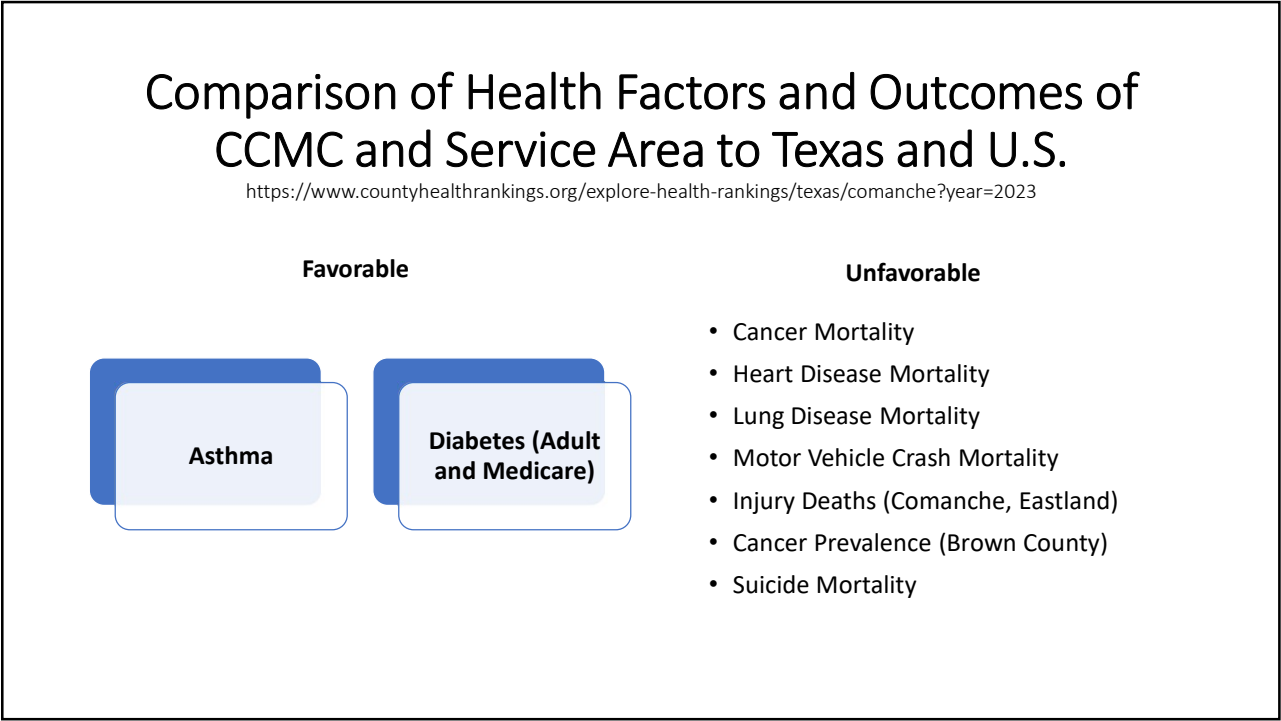 Comparison of Health Factors and Outcomes of
CCMC and Service Area to Texas and U.S.
https://www.countyhealthrankings.org/explore-health-rankings/texas/comanche?year=2023
Favorable
Asthma
Diabetes (Adult
and Medicare)
Unfavorable
• Cancer Mortality
• Heart Disease Mortality
• Lung Disease Mortality
• Motor Vehicle Crash Mortality
• Injury Deaths (Comanche, Eastland)
• Cancer Prevalence (Brown County)
• Suicide Mortality